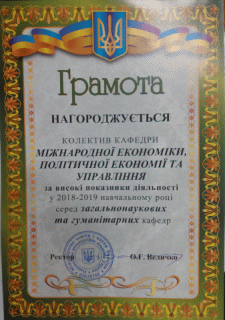 Грамота
НАГОРОДЖУЄТЬСЯ
КОЛЕКТИВ КАФЕДРИ
МІЖНАРОДНОЇ ЕКОНОМІКИ,
ПОЛІТИЧНОЇ ЕКОНОМІЇ ТА
УПРАВЛІННЯ
за високі показники діяльності
у 2018-2019 навчальному році
серед загальнонаукових
та гуманітарних кафедр
Ректор О.Г. Величко